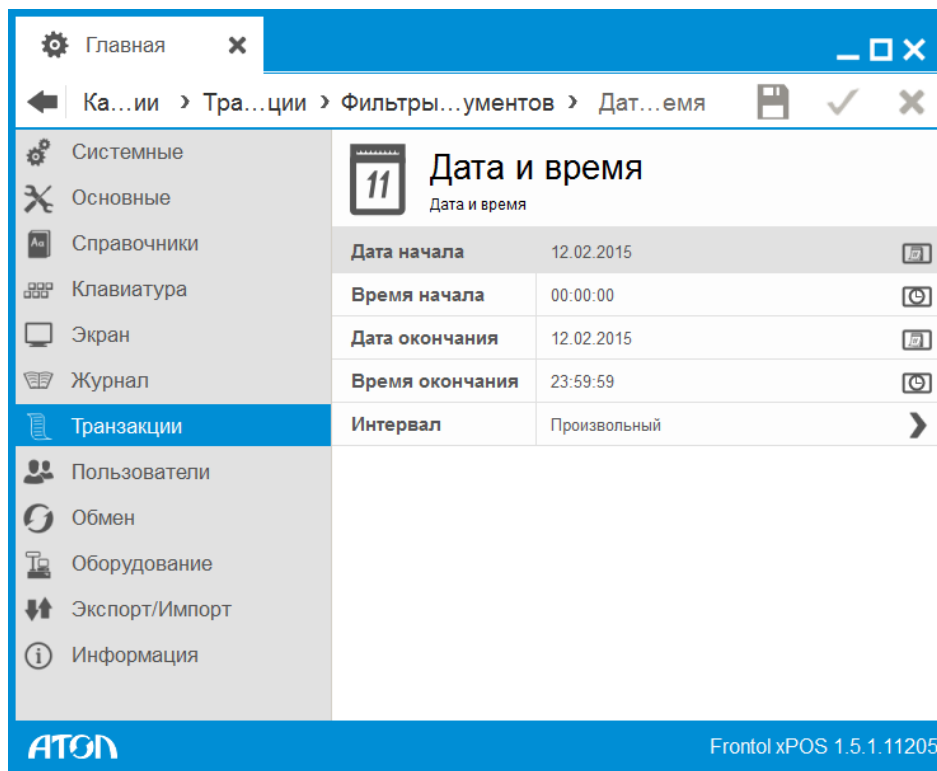 Главная
Ка...ии > Тра...ции > Фильтры...ументов > Дат...емя
Системные
Основные
Справочники
Клавиатура
Экран
Журнал
Транзакции
Пользователи
Обмен
Оборудование
Экспорт/Импорт
Информация
11
Дата и время
Дата и время
Дата начала 12.02.2015
Время начала 00:00:00
Дата окончания 12.02.2015
Время окончания 23:59:59
Интервал Произвольный
АТОЛ
Frontol xPOS 1.5.1.11205